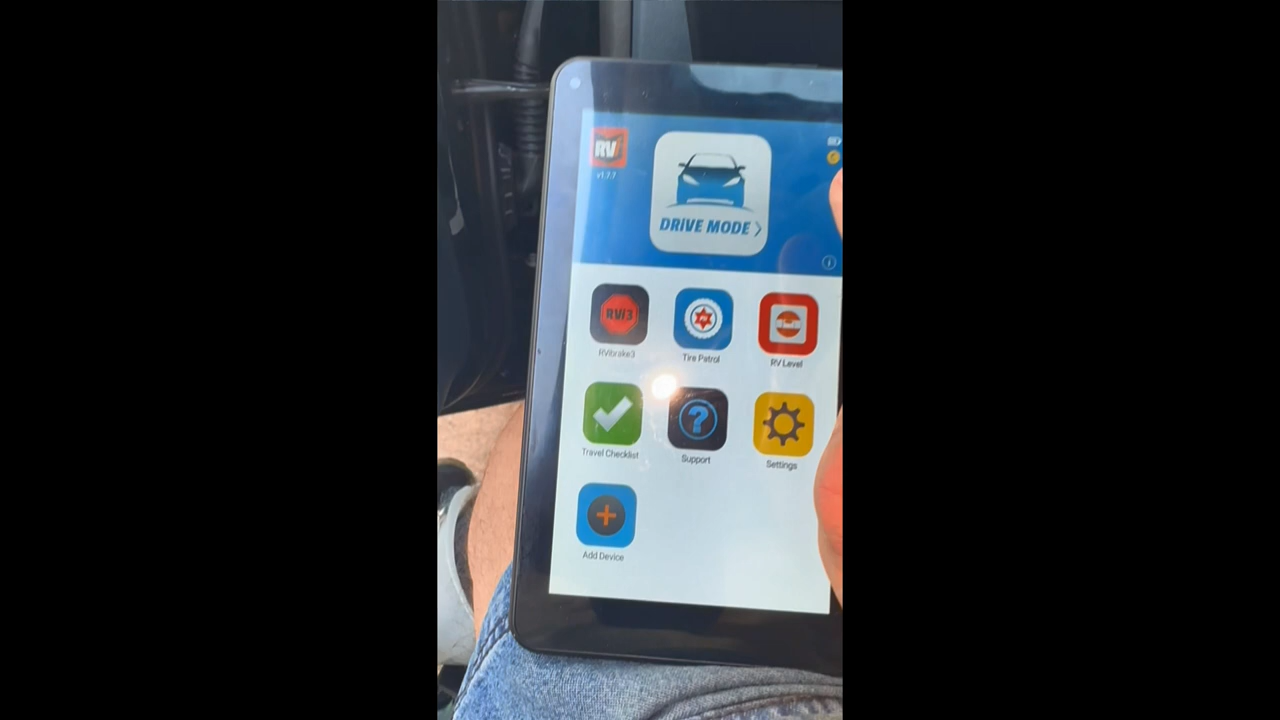 RVi
v1.7.7
DRIVE MODE >
RVi3
RVibrake3
Tire Patrol
RV Level
Travel Checklist
?
Support
Settings
+
Add Device